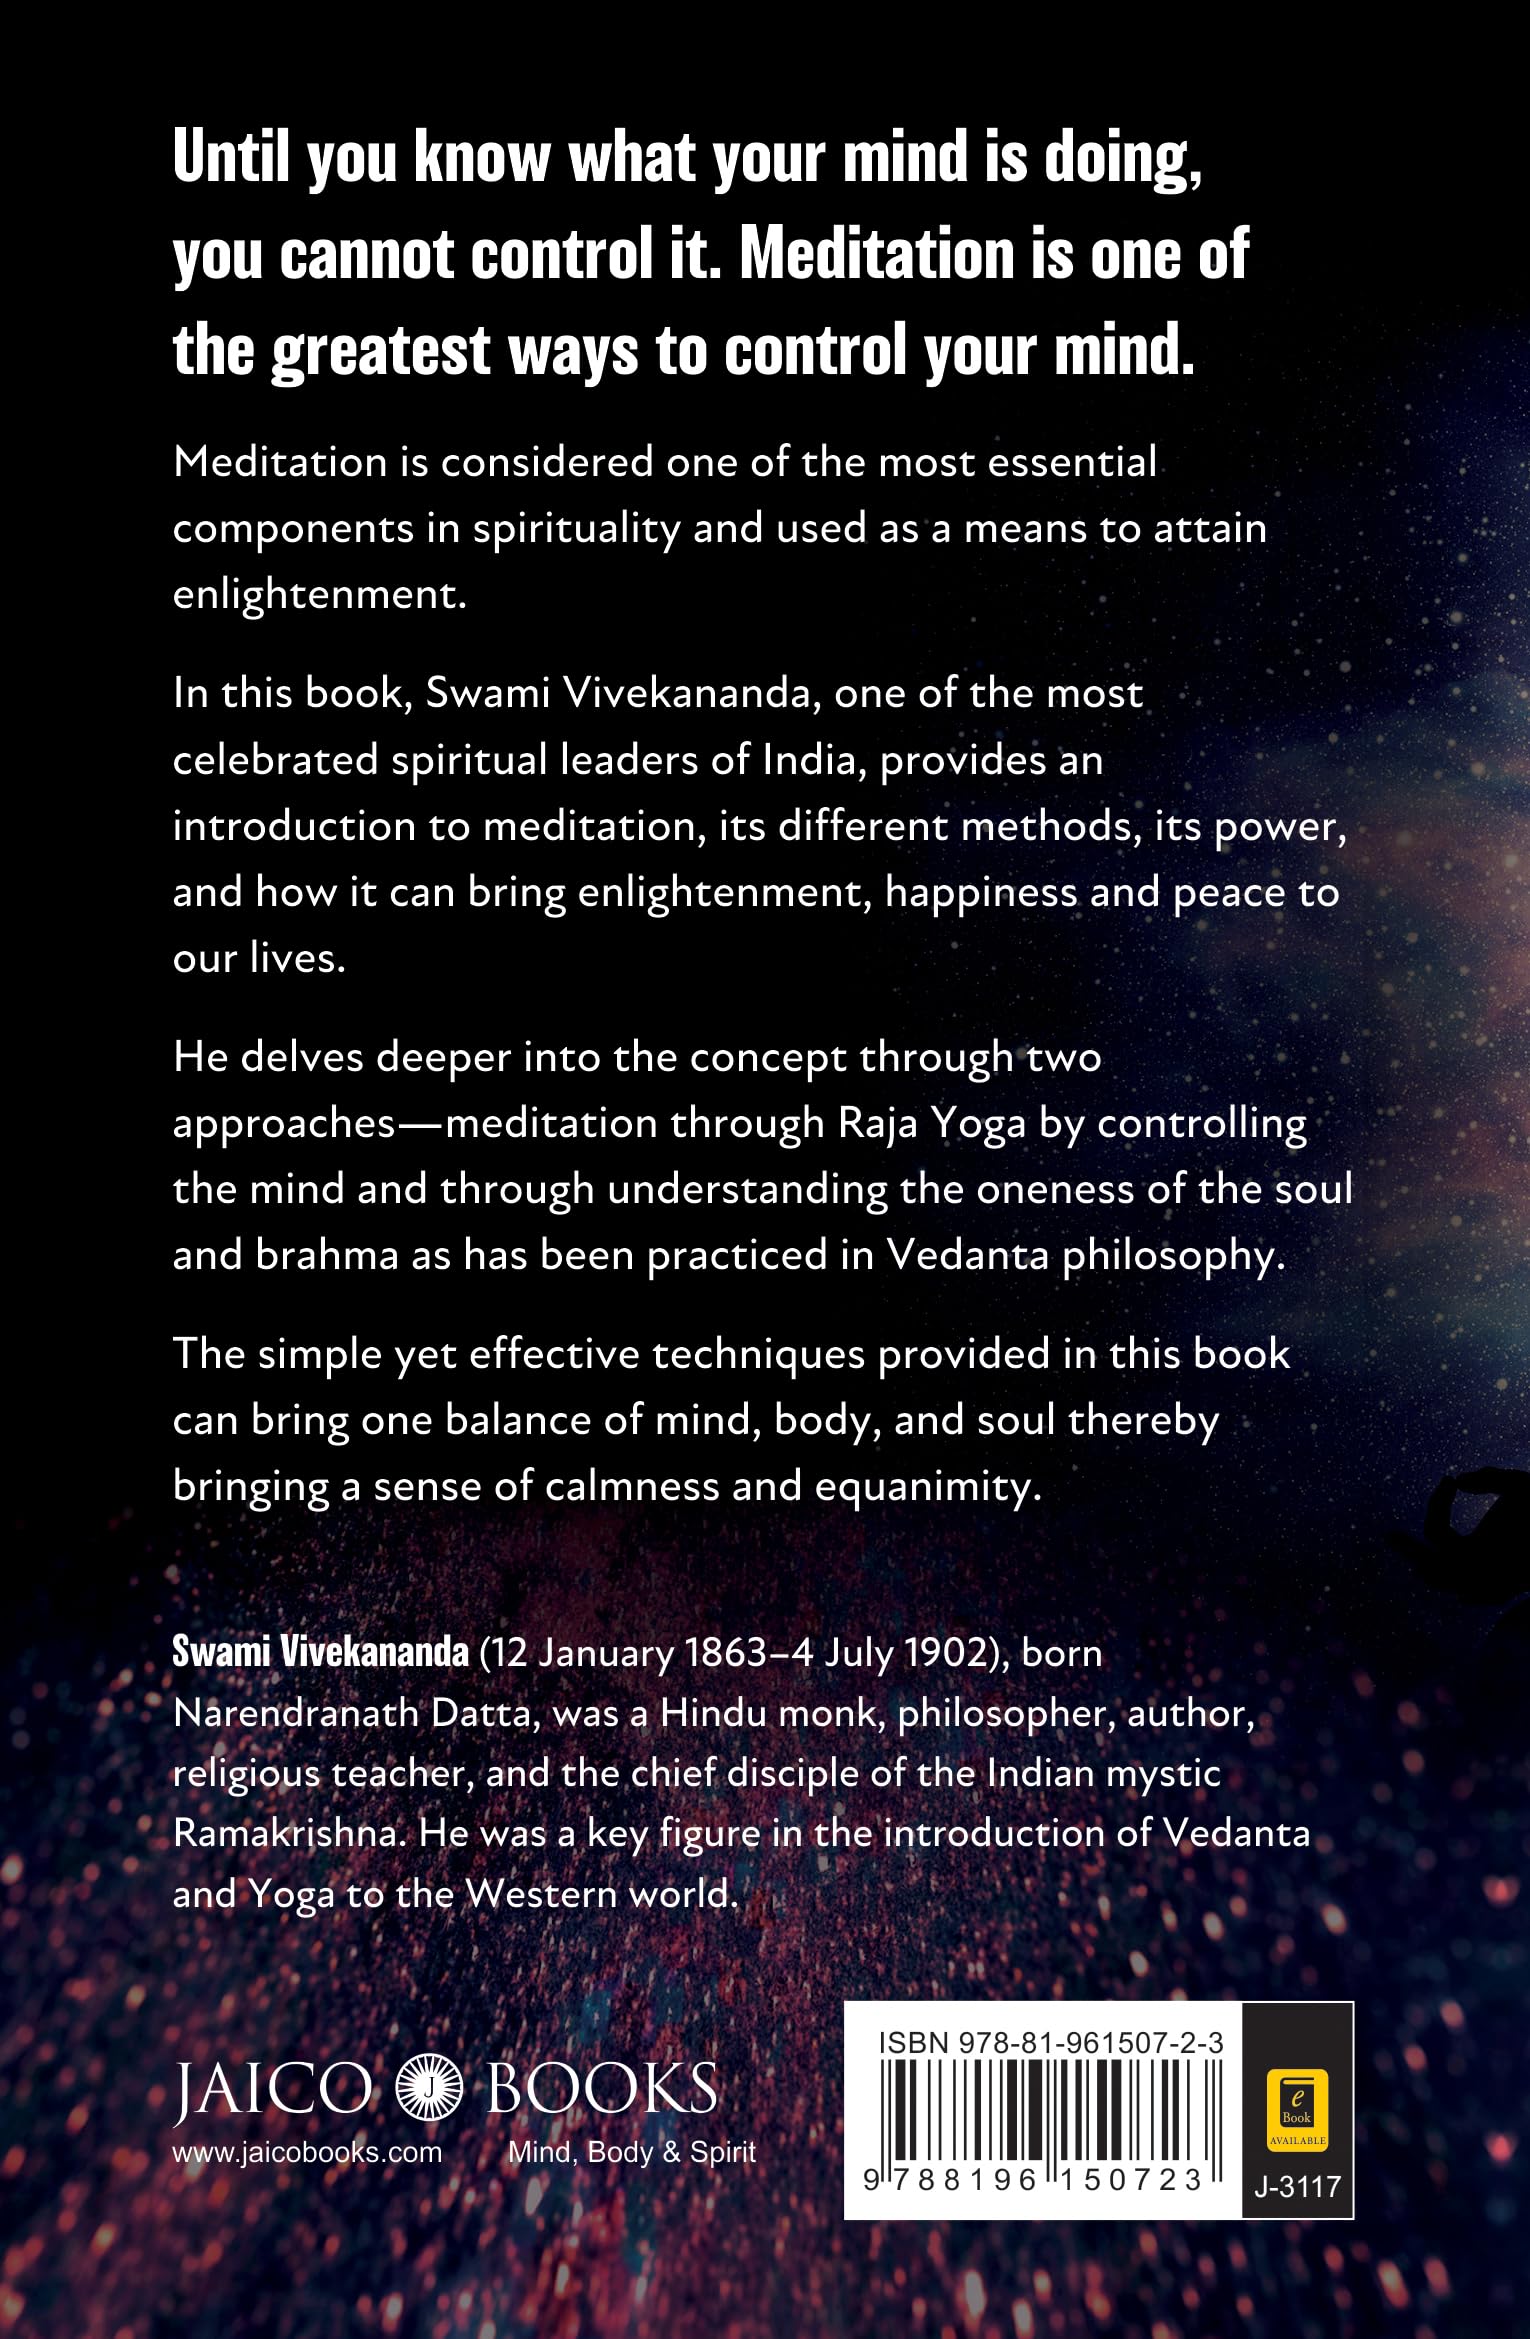 Until you know what your mind is doing,
you cannot control it. Meditation is one of
the greatest ways to control your mind.
Meditation is considered one of the most essential
components in spirituality and used as a means to attain
enlightenment.
In this book, Swami Vivekananda, one of the most
celebrated spiritual leaders of India, provides an
introduction to meditation, its different methods, its power,
and how it can bring enlightenment, happiness and peace to
our lives.
He delves deeper into the concept through two
approaches—meditation through Raja Yoga by controlling
the mind and through understanding the oneness of the soul
and brahma as has been practiced in Vedanta philosophy.
The simple yet effective techniques provided in this book
can bring one balance of mind, body, and soul thereby
bringing a sense of calmness and equanimity.
Swami Vivekananda (12 January 1863–4 July 1902), born
Narendranath Datta, was a Hindu monk, philosopher, author,
religious teacher, and the chief disciple of the Indian mystic
Ramakrishna. He was a key figure in the introduction of Vedanta
and Yoga to the Western world.
JAICO J BOOKS
www.jaicobooks.com Mind, Body & Spirit
ISBN 978-81-961507-2-3
9 788196 150723
e
Book
AVAILABLE
J-3117